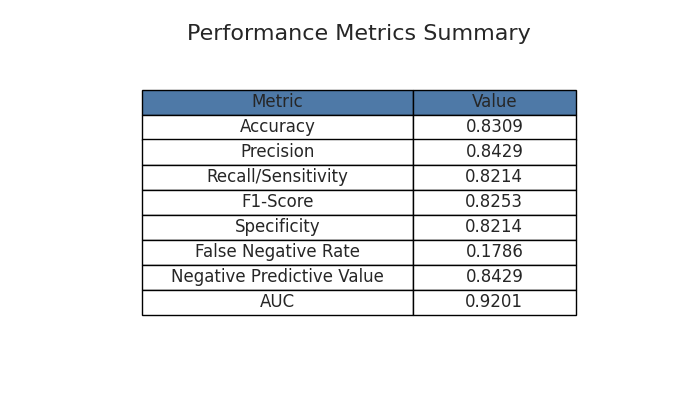 Performance Metrics Summary
Metric Value
Accuracy 0.8309
Precision 0.8429
Recall/Sensitivity 0.8214
F1-Score 0.8253
Specificity 0.8214
False Negative Rate 0.1786
Negative Predictive Value 0.8429
AUC 0.9201